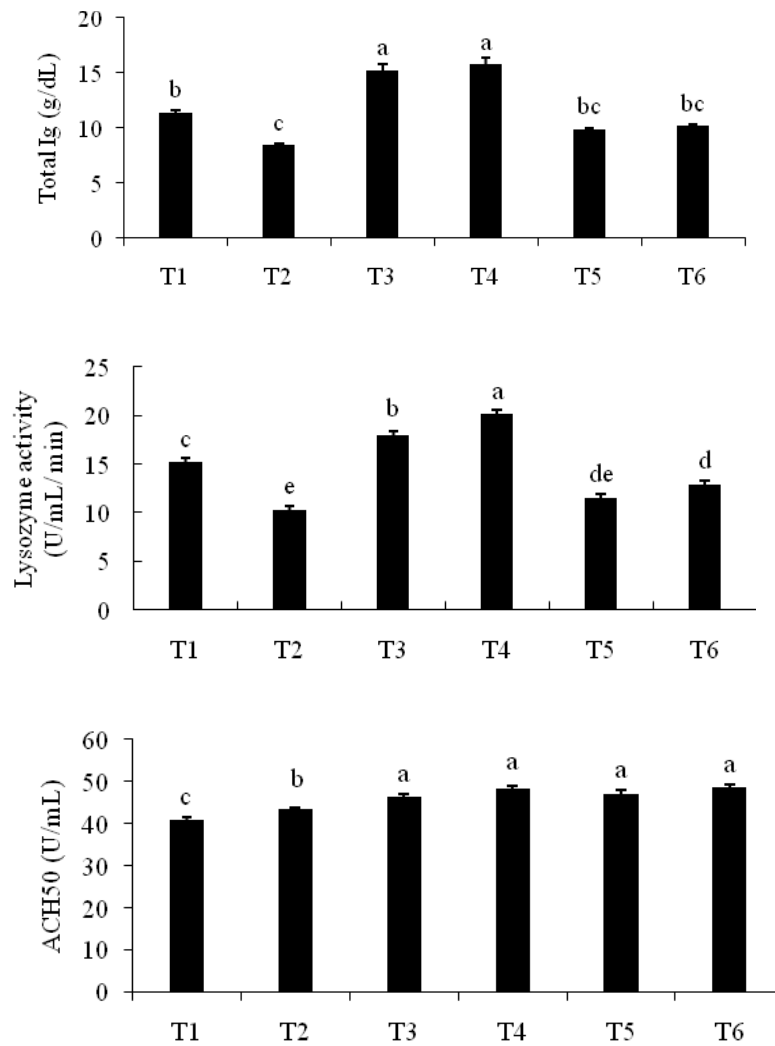 Total Ig (g/dL)
20
15
10
5
0
b
c
a
a
bc
bc
T1 T2 T3 T4 T5 T6
Lysozyme activity
(U/mL/ min)
25
20
15
10
5
0
c
e
b
a
de
d
T1 T2 T3 T4 T5 T6
ACH50 (U/mL)
60
50
40
30
20
10
0
c
b
a
a
a
a
T1 T2 T3 T4 T5 T6